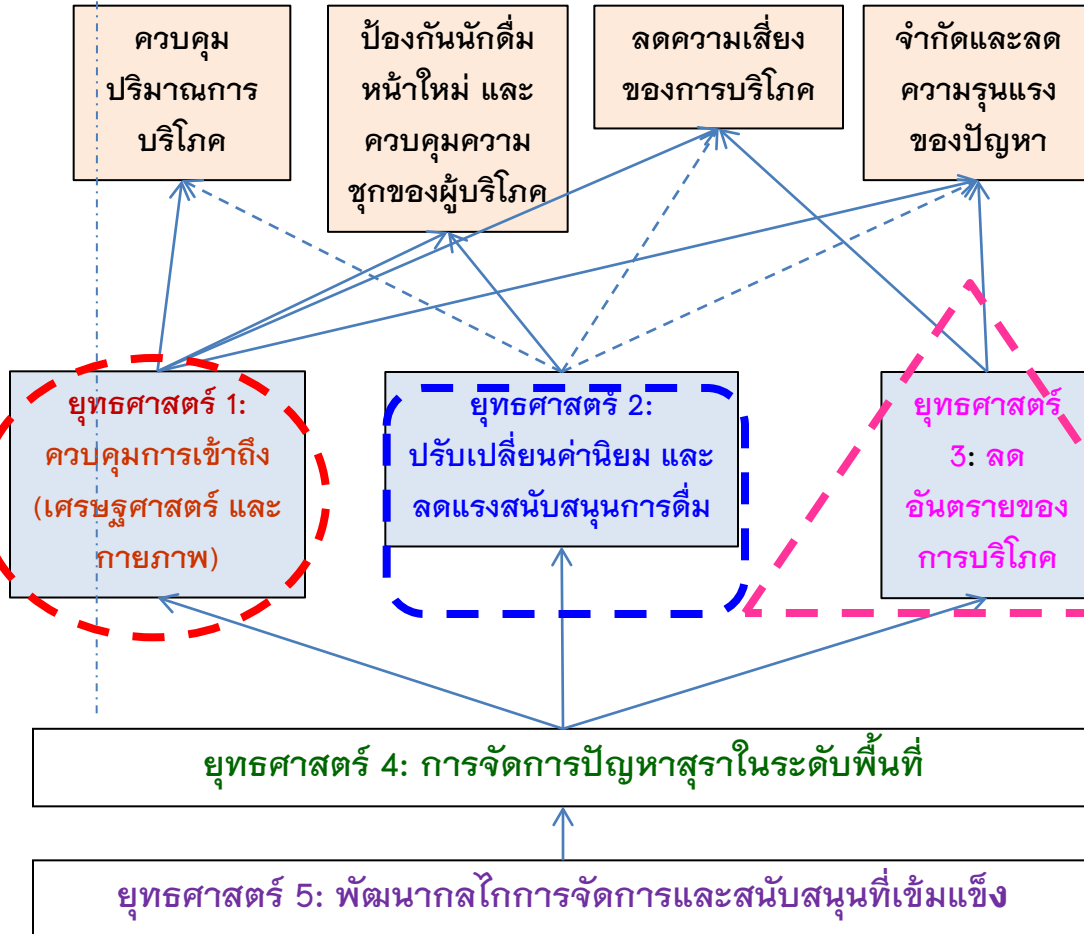 ควบคุม
ปริมาณการ
บริโภค
ป้องกันนักดื่ม
หน้าใหม่ และ
ควบคุมความ
ชุกของผู้บริโภค
ลดความเสี่ยง
ของการบริโภค
จำกัดและลด
ความรุนแรง
ของปัญหา
ยุทธศาสตร์ 1:
ควบคุมการเข้าถึง
(เศรษฐศาสตร์ และ
กายภาพ)
ยุทธศาสตร์ 2:
ปรับเปลี่ยนค่านิยม และ
ลดแรงสนับสนุนการดื่ม
ยุทธศาสตร์
3: ลด
อันตรายของ
การบริโภค
ยุทธศาสตร์ 4: การจัดการปัญหาสุราในระดับพื้นที่
ยุทธศาสตร์ 5: พัฒนากลไกการจัดการและสนับสนุนที่เข้มแข็ง